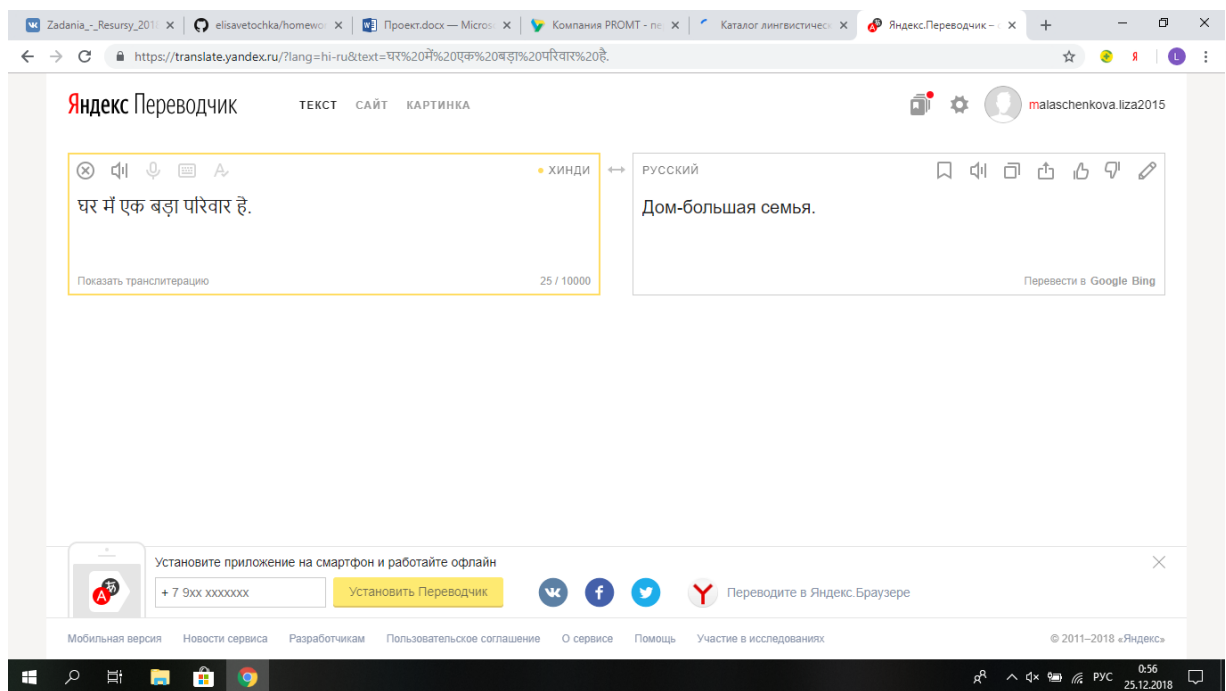 Zadania_-_Resursy_2018
elisavetochka/homewo
Проект.docx — Micros
Компания PROMT - пе
Каталог лингвистическ
Яндекс.Переводчик –
https://translate.yandex.ru/?lang=hi-ru&text=घर%20में%20एक%20बड़ा%20परिवार%20है.
Я
L
Яндекс Переводчик
ТЕКСТ САЙТ КАРТИНКА
malaschenkova.liza2015
ХИНДИ
РУССКИЙ
घर में एक बड़ा परिवार है.
Дом-большая семья.
Показать транслитерацию
25 / 10000
Перевести в Google Bing
Установите приложение на смартфон и работайте офлайн
+ 7 9xx xxxxxxx
Установить Переводчик
Переводите в Яндекс.Браузере
Мобильная версия Новости сервиса Разработчикам Пользовательское соглашение О сервисе Помощь Участие в исследованиях © 2011–2018 «Яндекс»
РУС
0:56
25.12.2018